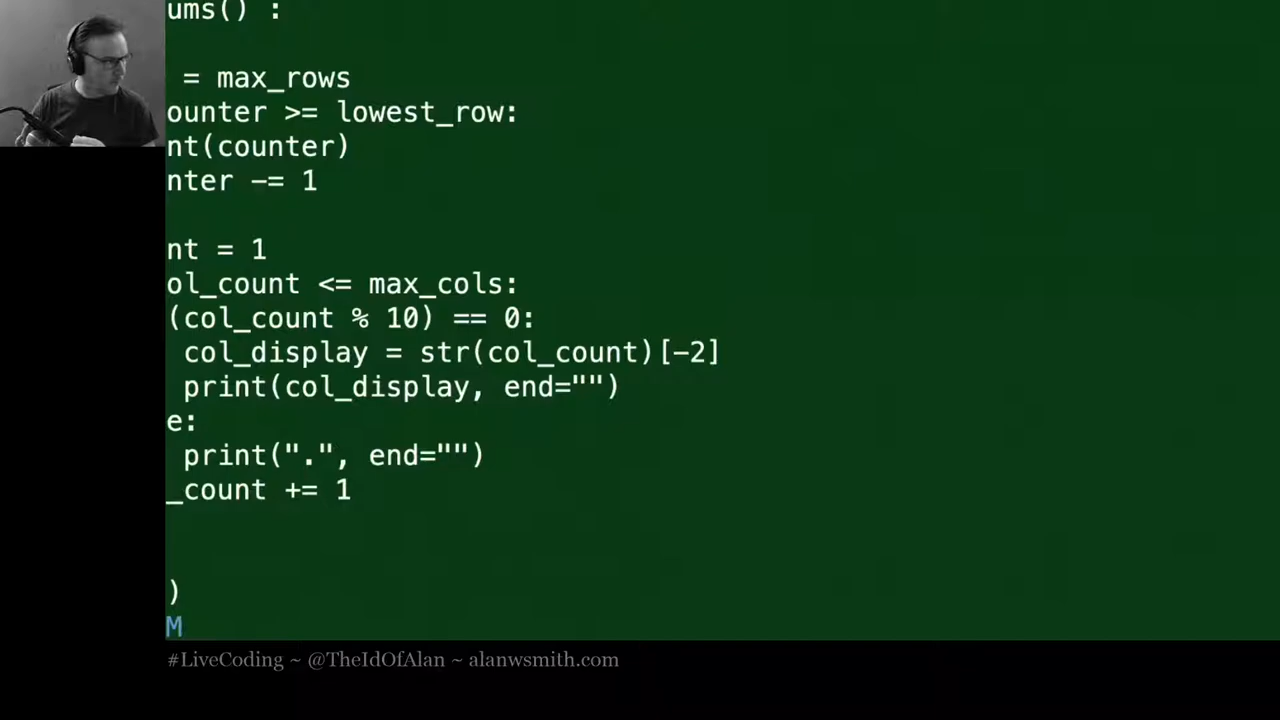 ums() :
= max_rows
ounter >= lowest_row:
nt(counter)
nter -= 1
nt = 1
ol_count <= max_cols:
(col_count % 10) == 0:
col_display = str(col_count)[-2]
print(col_display, end="")
e:
print(".", end="")
_count += 1
)
M
#LiveCoding ~ @TheIdOfAlan ~ alanwsmith.com